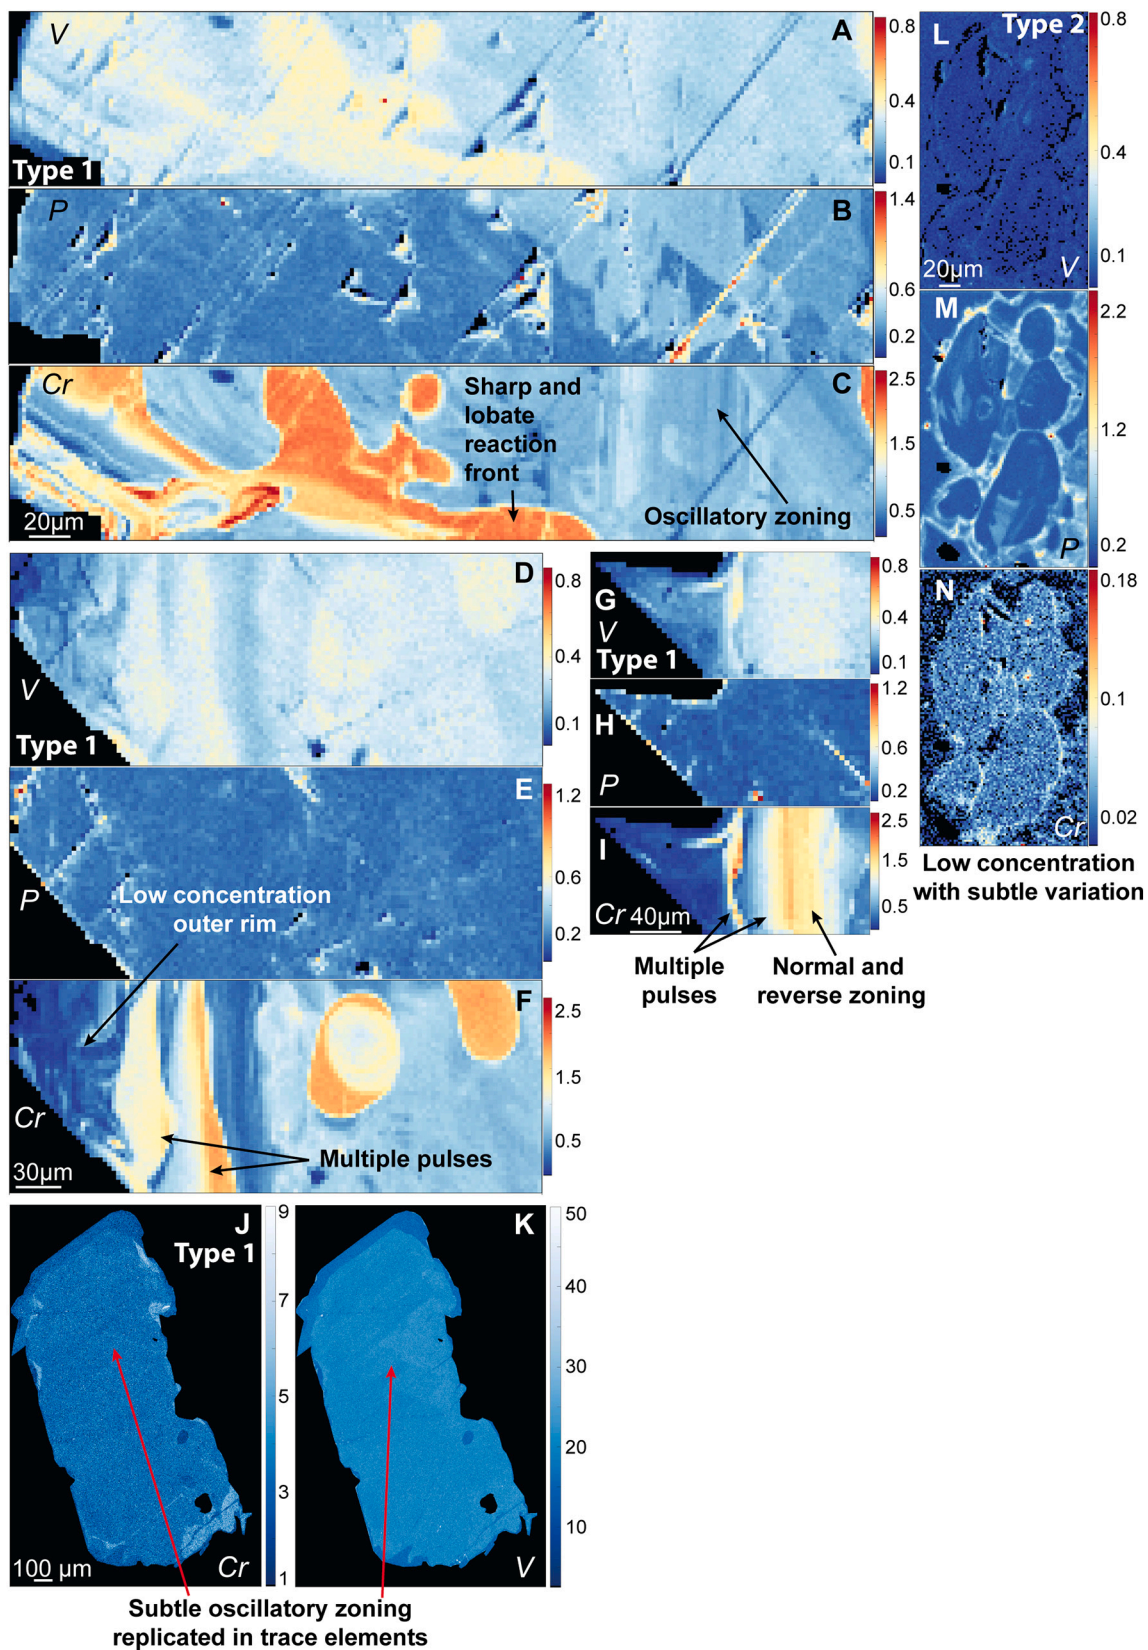 V
A
0.8
0.4
0.1
Type 1
P
B
1.4
0.6
0.2
Cr
C
2.5
1.5
0.5
Sharp and
lobate
reaction
front
Oscillatory zoning
20µm
L
Type 2
0.8
0.4
0.1
20µm
V
M
2.2
1.2
0.2
P
N
0.18
0.1
0.02
Cr
Low concentration
with subtle variation
D
0.8
0.4
0.1
V
Type 1
E
1.2
0.6
0.2
P
Low concentration
outer rim
F
2.5
1.5
0.5
Cr
30µm
Multiple pulses
G
V
Type 1
0.8
0.4
0.1
H
P
1.2
0.6
0.2
I
Cr
40µm
2.5
1.5
0.5
Multiple
pulses
Normal and
reverse zoning
J
Type 1
9
7
5
3
1
100 µm
Cr
K
50
40
30
20
10
V
Subtle oscillatory zoning
replicated in trace elements